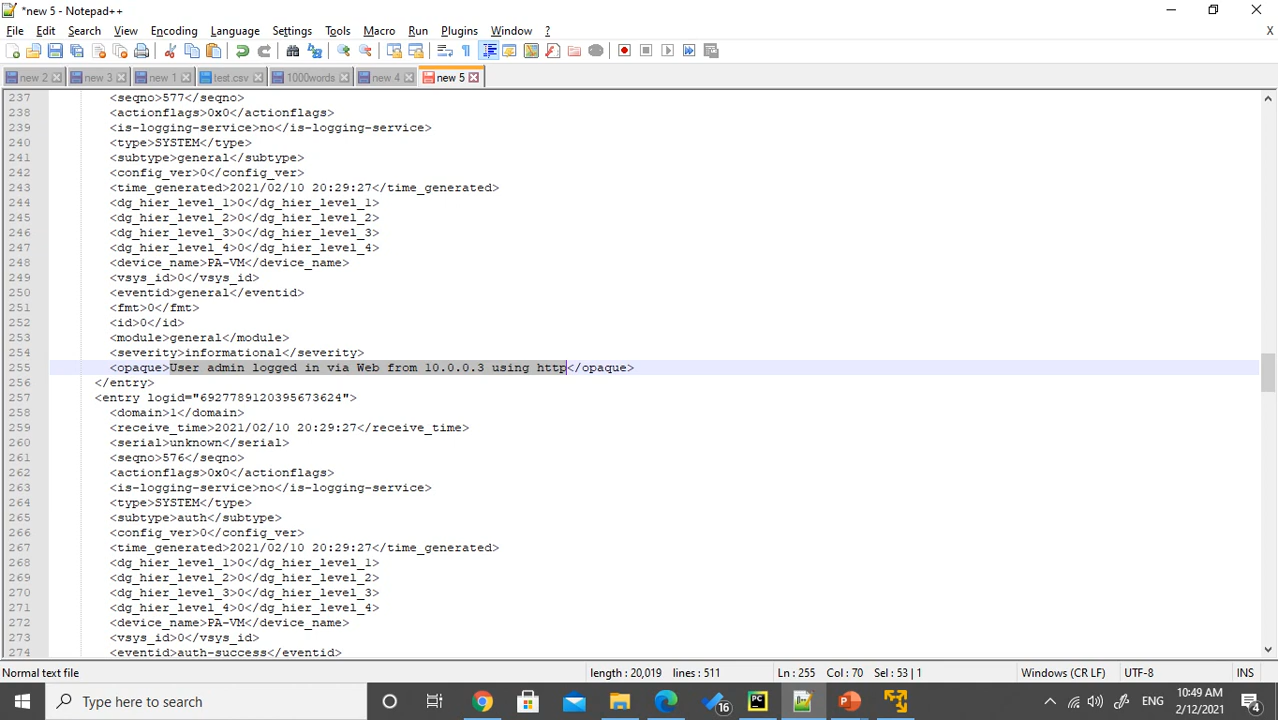 *new 5 - Notepad++
File Edit Search View Encoding Language Settings Tools Macro Run Plugins Window ? X
new 2 new 3 new 1 test.csv 1000words new 4 new 5
237 <seqno>577</seqno>
238 <actionflags>0x0</actionflags>
239 <is-logging-service>no</is-logging-service>
240 <type>SYSTEM</type>
241 <subtype>general</subtype>
242 <config_ver>0</config_ver>
243 <time_generated>2021/02/10 20:29:27</time_generated>
244 <dg_hier_level_1>0</dg_hier_level_1>
245 <dg_hier_level_2>0</dg_hier_level_2>
246 <dg_hier_level_3>0</dg_hier_level_3>
247 <dg_hier_level_4>0</dg_hier_level_4>
248 <device_name>PA-VM</device_name>
249 <vsys_id>0</vsys_id>
250 <eventid>general</eventid>
251 <fmt>0</fmt>
252 <id>0</id>
253 <module>general</module>
254 <severity>informational</severity>
255 <opaque>User admin logged in via Web from 10.0.0.3 using http</opaque>
256 </entry>
257 <entry logid="6927789120395673624">
258 <domain>1</domain>
259 <receive_time>2021/02/10 20:29:27</receive_time>
260 <serial>unknown</serial>
261 <seqno>576</seqno>
262 <actionflags>0x0</actionflags>
263 <is-logging-service>no</is-logging-service>
264 <type>SYSTEM</type>
265 <subtype>auth</subtype>
266 <config_ver>0</config_ver>
267 <time_generated>2021/02/10 20:29:27</time_generated>
268 <dg_hier_level_1>0</dg_hier_level_1>
269 <dg_hier_level_2>0</dg_hier_level_2>
270 <dg_hier_level_3>0</dg_hier_level_3>
271 <dg_hier_level_4>0</dg_hier_level_4>
272 <device_name>PA-VM</device_name>
273 <vsys_id>0</vsys_id>
274 <eventid>auth-success</eventid>
Normal text file length : 20,019 lines : 511 Ln : 255 Col : 70 Sel : 53 | 1 Windows (CR LF) UTF-8 INS
Type here to search 16 ENG 10:49 AM
2/12/2021 4